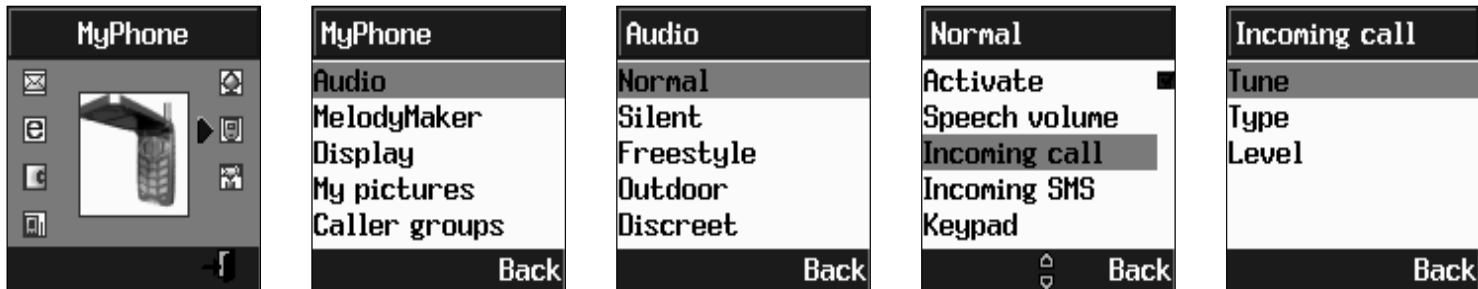 MyPhone
MyPhone
Audio
MelodyMaker
Display
My pictures
Caller groups
Back
Audio
Normal
Silent
Freestyle
Outdoor
Discreet
Back
Normal
Activate
Speech volume
Incoming call
Incoming SMS
Keypad
Back
Incoming call
Tune
Type
Level
Back